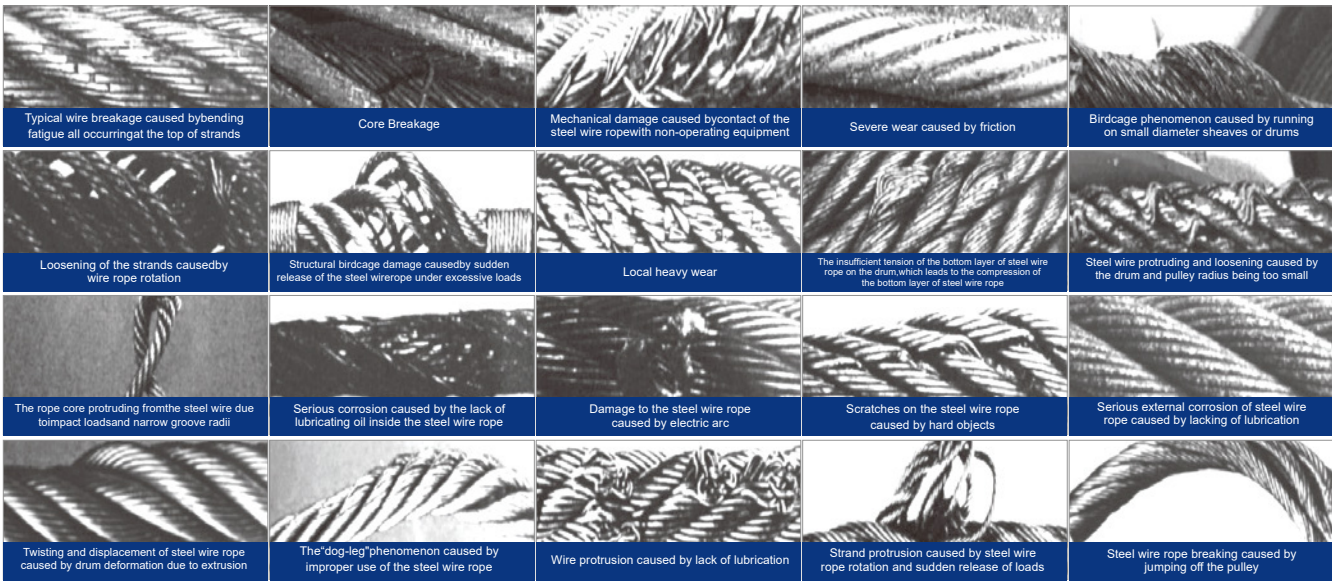 Typical wire breakage caused bybending
fatigue all occurringat the top of strands
Core Breakage
Mechanical damage caused bycontact of the
steel wire ropewith non-operating equipment
Severe wear caused by friction
Birdcage phenomenon caused by running
on small diameter sheaves or drums
Loosening of the strands causedby
wire rope rotation
Structural birdcage damage causedby sudden
release of the steel wirerope under excessive loads
Local heavy wear
The insufficient tension of the bottom layer of steel wire
rope on the drum,which leads to the compression of
the bottom layer of steel wire rope
Steel wire protruding and loosening caused by
the drum and pulley radius being too small
The rope core protruding fromthe steel wire due
toimpact loadsand narrow groove radii
Serious corrosion caused by the lack of
lubricating oil inside the steel wire rope
Damage to the steel wire rope
caused by electric arc
Scratches on the steel wire rope
caused by hard objects
Serious external corrosion of steel wire
rope caused by lacking of lubrication
Twisting and displacement of steel wire rope
caused by drum deformation due to extrusion
The“dog-leg"phenomenon caused by
improper use of the steel wire rope
Wire protrusion caused by lack of lubrication
Strand protrusion caused by steel wire
rope rotation and sudden release of loads
Steel wire rope breaking caused by
jumping off the pulley